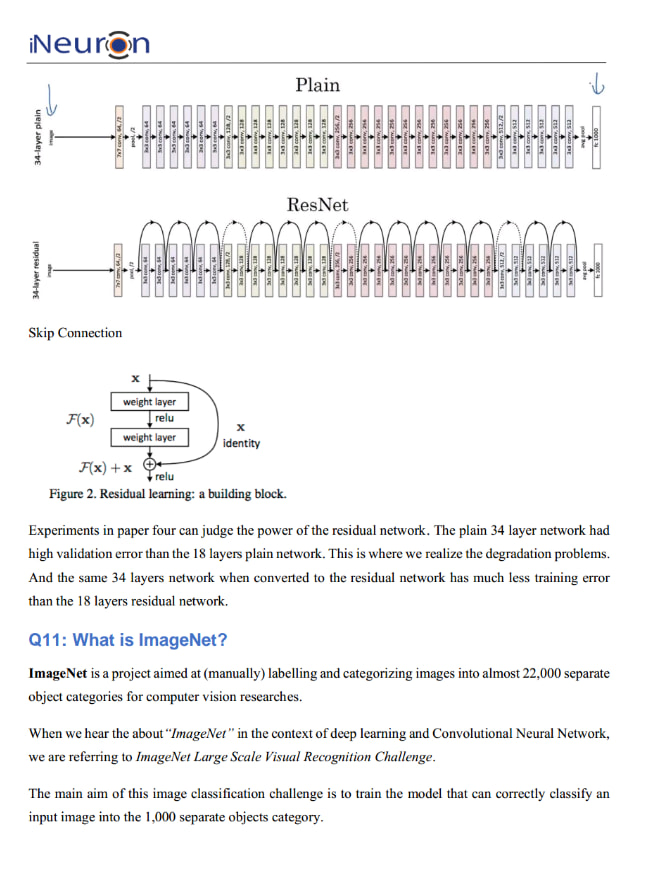 iNeuron
Plain
34-layer plain
image
7x7 conv, 64, /2
pool, /2
3x3 conv, 64
3x3 conv, 64
3x3 conv, 64
3x3 conv, 64
3x3 conv, 64
3x3 conv, 64
3x3 conv, 128, /2
3x3 conv, 128
3x3 conv, 128
3x3 conv, 128
3x3 conv, 128
3x3 conv, 128
3x3 conv, 128
3x3 conv, 128
3x3 conv, 256, /2
3x3 conv, 256
3x3 conv, 256
3x3 conv, 256
3x3 conv, 256
3x3 conv, 256
3x3 conv, 256
3x3 conv, 256
3x3 conv, 256
3x3 conv, 256
3x3 conv, 256
3x3 conv, 256
3x3 conv, 512, /2
3x3 conv, 512
3x3 conv, 512
3x3 conv, 512
3x3 conv, 512
3x3 conv, 512
avg pool
fc 1000
ResNet
34-layer residual
image
7x7 conv, 64, /2
pool, /2
3x3 conv, 64
3x3 conv, 64
3x3 conv, 64
3x3 conv, 64
3x3 conv, 64
3x3 conv, 64
3x3 conv, 128, /2
3x3 conv, 128
3x3 conv, 128
3x3 conv, 128
3x3 conv, 128
3x3 conv, 128
3x3 conv, 128
3x3 conv, 128
3x3 conv, 256, /2
3x3 conv, 256
3x3 conv, 256
3x3 conv, 256
3x3 conv, 256
3x3 conv, 256
3x3 conv, 256
3x3 conv, 256
3x3 conv, 256
3x3 conv, 256
3x3 conv, 256
3x3 conv, 256
3x3 conv, 512, /2
3x3 conv, 512
3x3 conv, 512
3x3 conv, 512
3x3 conv, 512
3x3 conv, 512
avg pool
fc 1000
Skip Connection
x
weight layer
F(x) relu
weight layer
x
identity
F(x) + x
relu
Figure 2. Residual learning: a building block.
Experiments in paper four can judge the power of the residual network. The plain 34 layer network had
high validation error than the 18 layers plain network. This is where we realize the degradation problems.
And the same 34 layers network when converted to the residual network has much less training error
than the 18 layers residual network.
Q11: What is ImageNet?
ImageNet is a project aimed at (manually) labelling and categorizing images into almost 22,000 separate
object categories for computer vision researches.
When we hear the about “ImageNet” in the context of deep learning and Convolutional Neural Network,
we are referring to ImageNet Large Scale Visual Recognition Challenge.
The main aim of this image classification challenge is to train the model that can correctly classify an
input image into the 1,000 separate objects category.